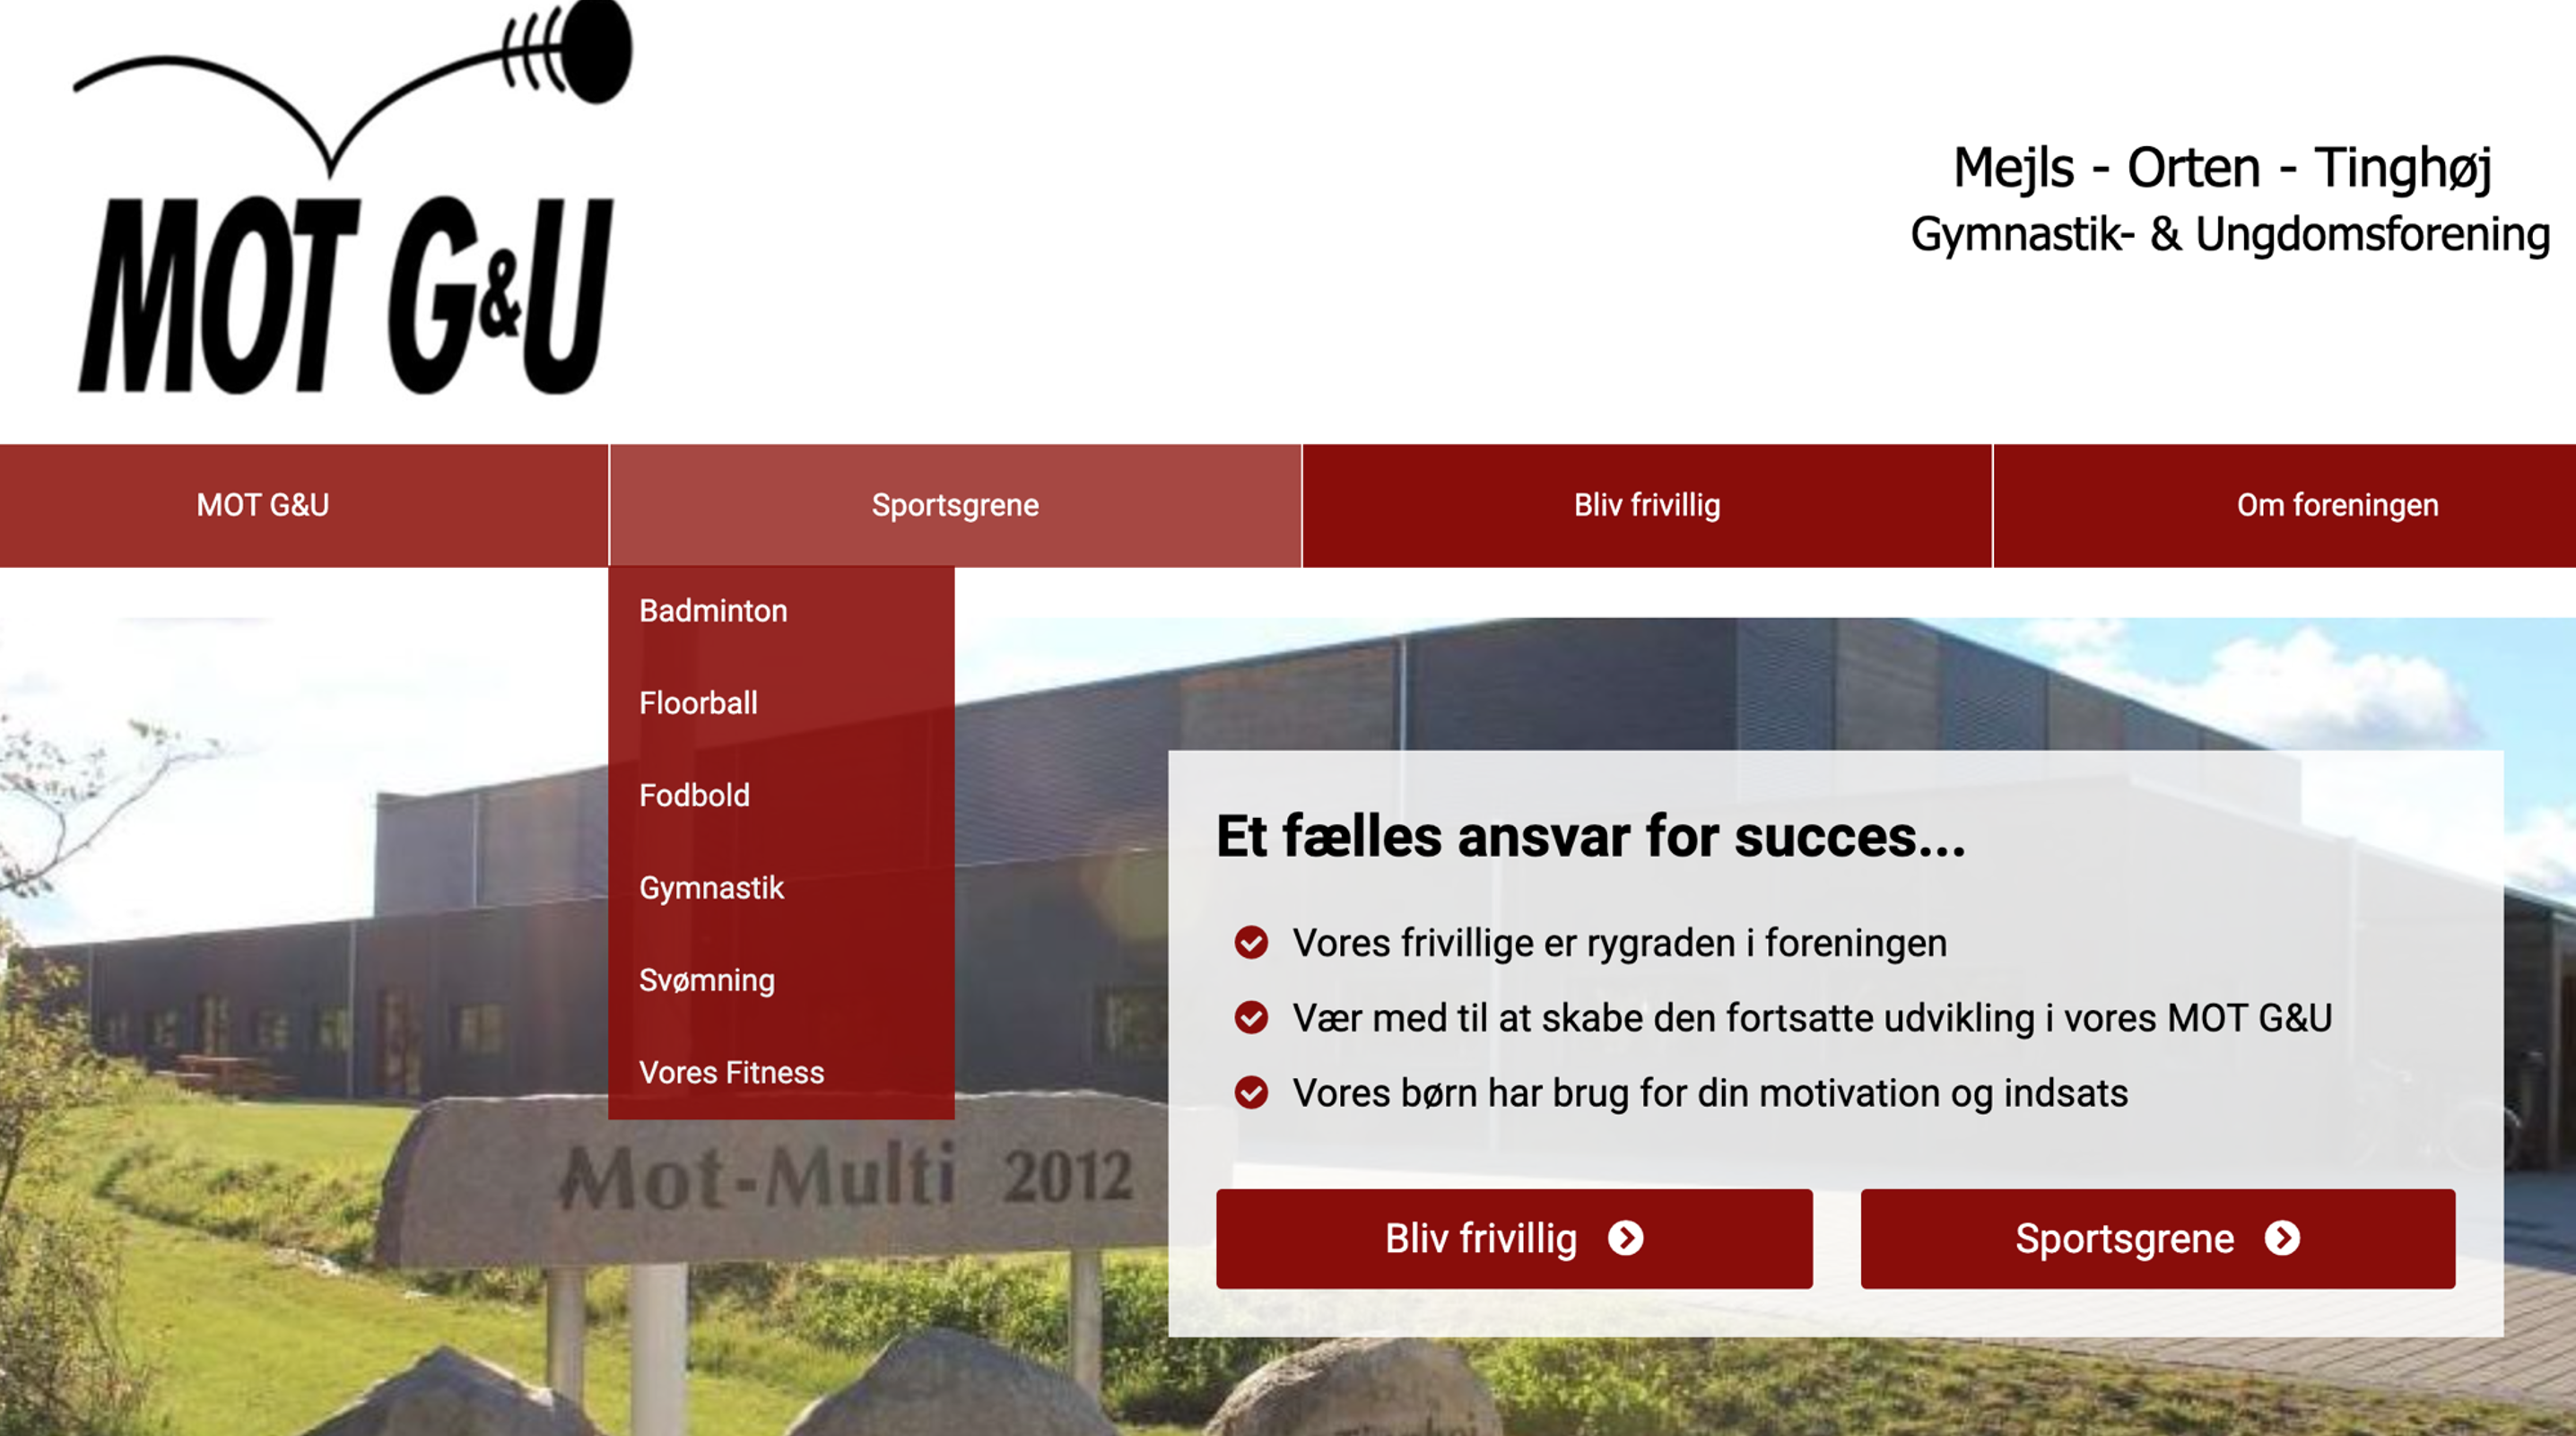 MOT G&U
Mejls - Orten - Tinghøj
Gymnastik- & Ungdomsforening
MOT G&U
Sportsgrene
Bliv frivillig
Om foreningen
Badminton
Floorball
Fodbold
Gymnastik
Svømning
Vores Fitness
Et fælles ansvar for succes...
Vores frivillige er rygraden i foreningen
Vær med til at skabe den fortsatte udvikling i vores MOT G&U
Vores børn har brug for din motivation og indsats
Bliv frivillig
Sportsgrene
Mot-Multi 2012